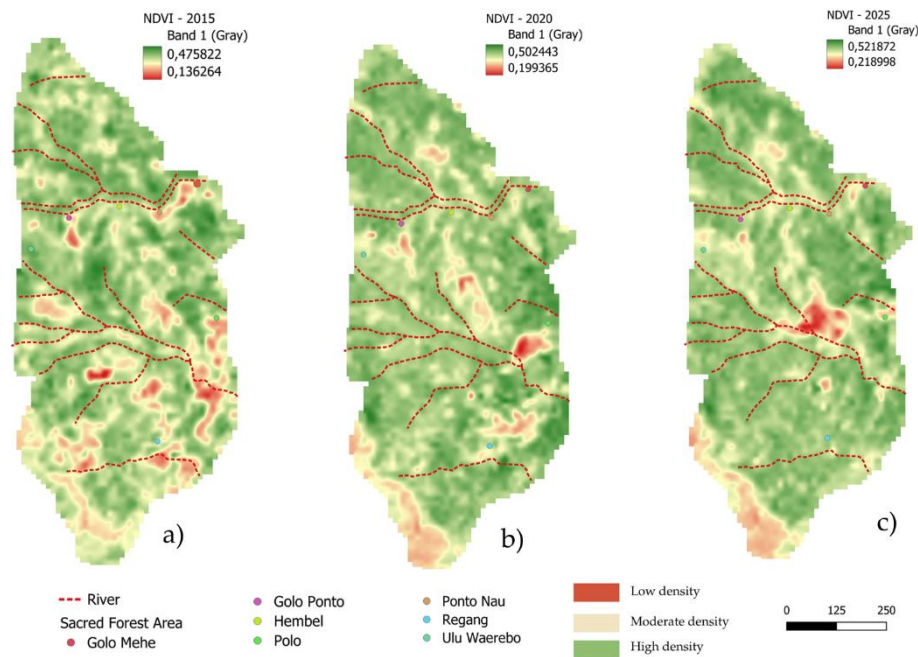 NDVI - 2015
Band 1 (Gray)
0,475822
0,136264
NDVI - 2020
Band 1 (Gray)
0,502443
0,199365
NDVI - 2025
Band 1 (Gray)
0,521872
0,218998
a)
b)
c)
River
Sacred Forest Area
Golo Mehe
Golo Ponto
Hembel
Polo
Ponto Nau
Regang
Ulu Waerebo
Low density
Moderate density
High density
0 125 250